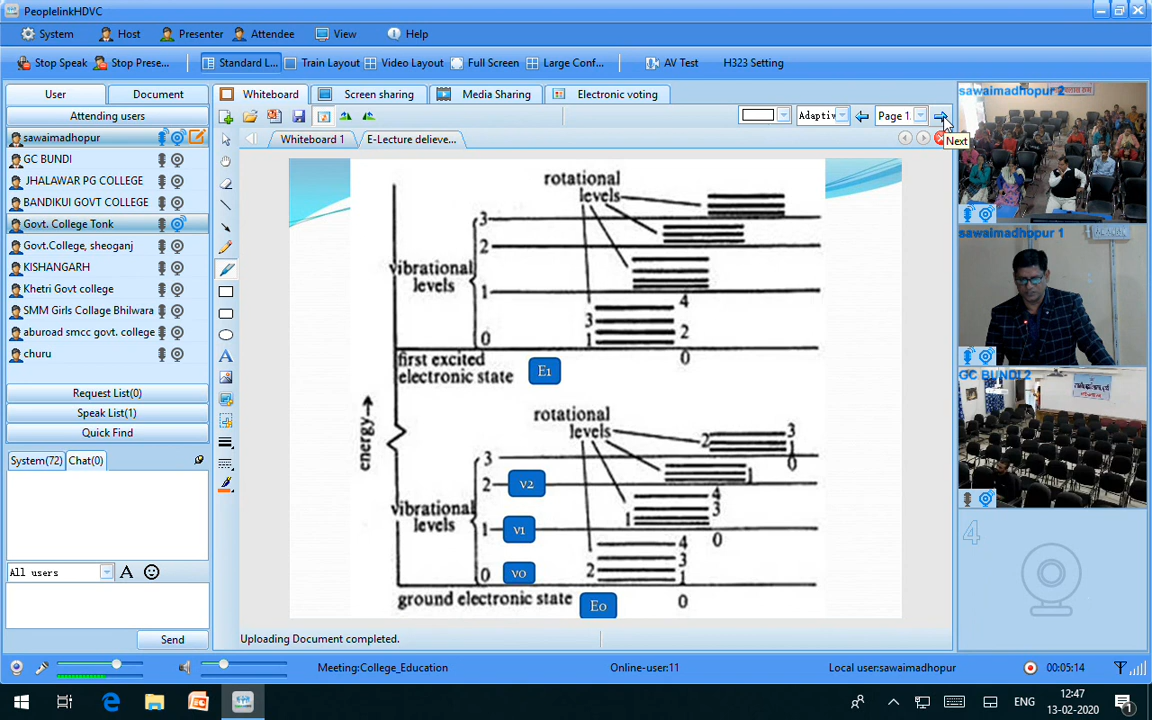 PeoplelinkHDVC
System Host Presenter Attendee View Help
Stop Speak Stop Prese... Standard L... Train Layout Video Layout Full Screen Large Conf... AV Test H323 Setting
User Document
Attending users
sawaimadhopur
GC BUNDI
JHALAWAR PG COLLEGE
BANDIKUI GOVT COLLEGE
Govt. College Tonk
Govt.College, sheoganj
KISHANGARH
Khetri Govt college
SMM Girls Collage Bhilwara
aburoad smcc govt. college
churu
Request List(0)
Speak List(1)
Quick Find
System(72) Chat(0)
All users A
Send
Whiteboard Screen sharing Media Sharing Electronic voting
Adaptiv Page 1.
Next
Whiteboard 1 E-Lecture delieve...
rotational
levels
3
2
vibrational
levels
1
4
3
2
1
0
0
first excited
electronic state
E1
energy
rotational
levels
2 3
1
0
3
2
v2
1
vibrational
levels
4
3
1
1
v1
0
4
3
2
1
0
v0
ground electronic state
E0
0
Uploading Document completed.
sawaimadhopur 2
sawaimadhopur 1
GC BUNDI 2
4
Meeting:College_Education Online-user:11 Local user:sawaimadhopur 00:05:14
ENG
12:47
13-02-2020
1